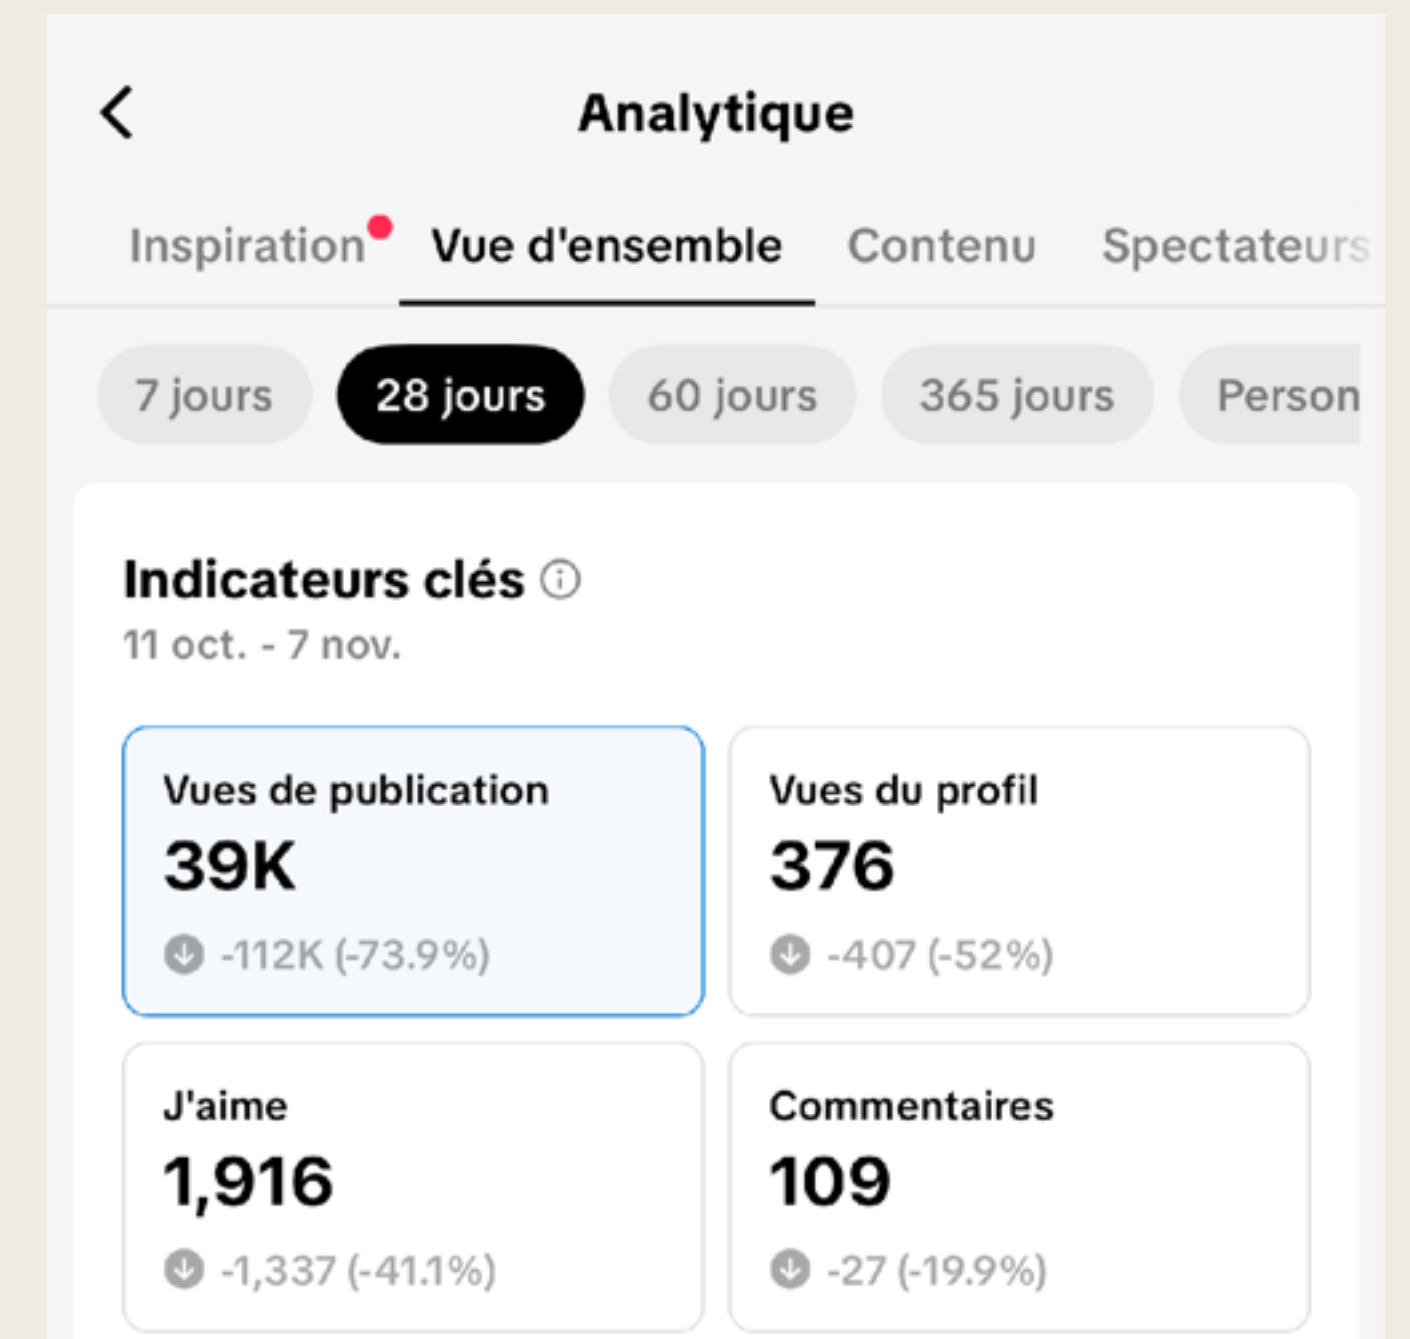 Analytique
Inspiration Vue d'ensemble Contenu Spectateurs
7 jours 28 jours 60 jours 365 jours Person
Indicateurs clés
11 oct. - 7 nov.
Vues de publication
39K
-112K (-73.9%)
Vues du profil
376
-407 (-52%)
J'aime
1,916
-1,337 (-41.1%)
Commentaires
109
-27 (-19.9%)